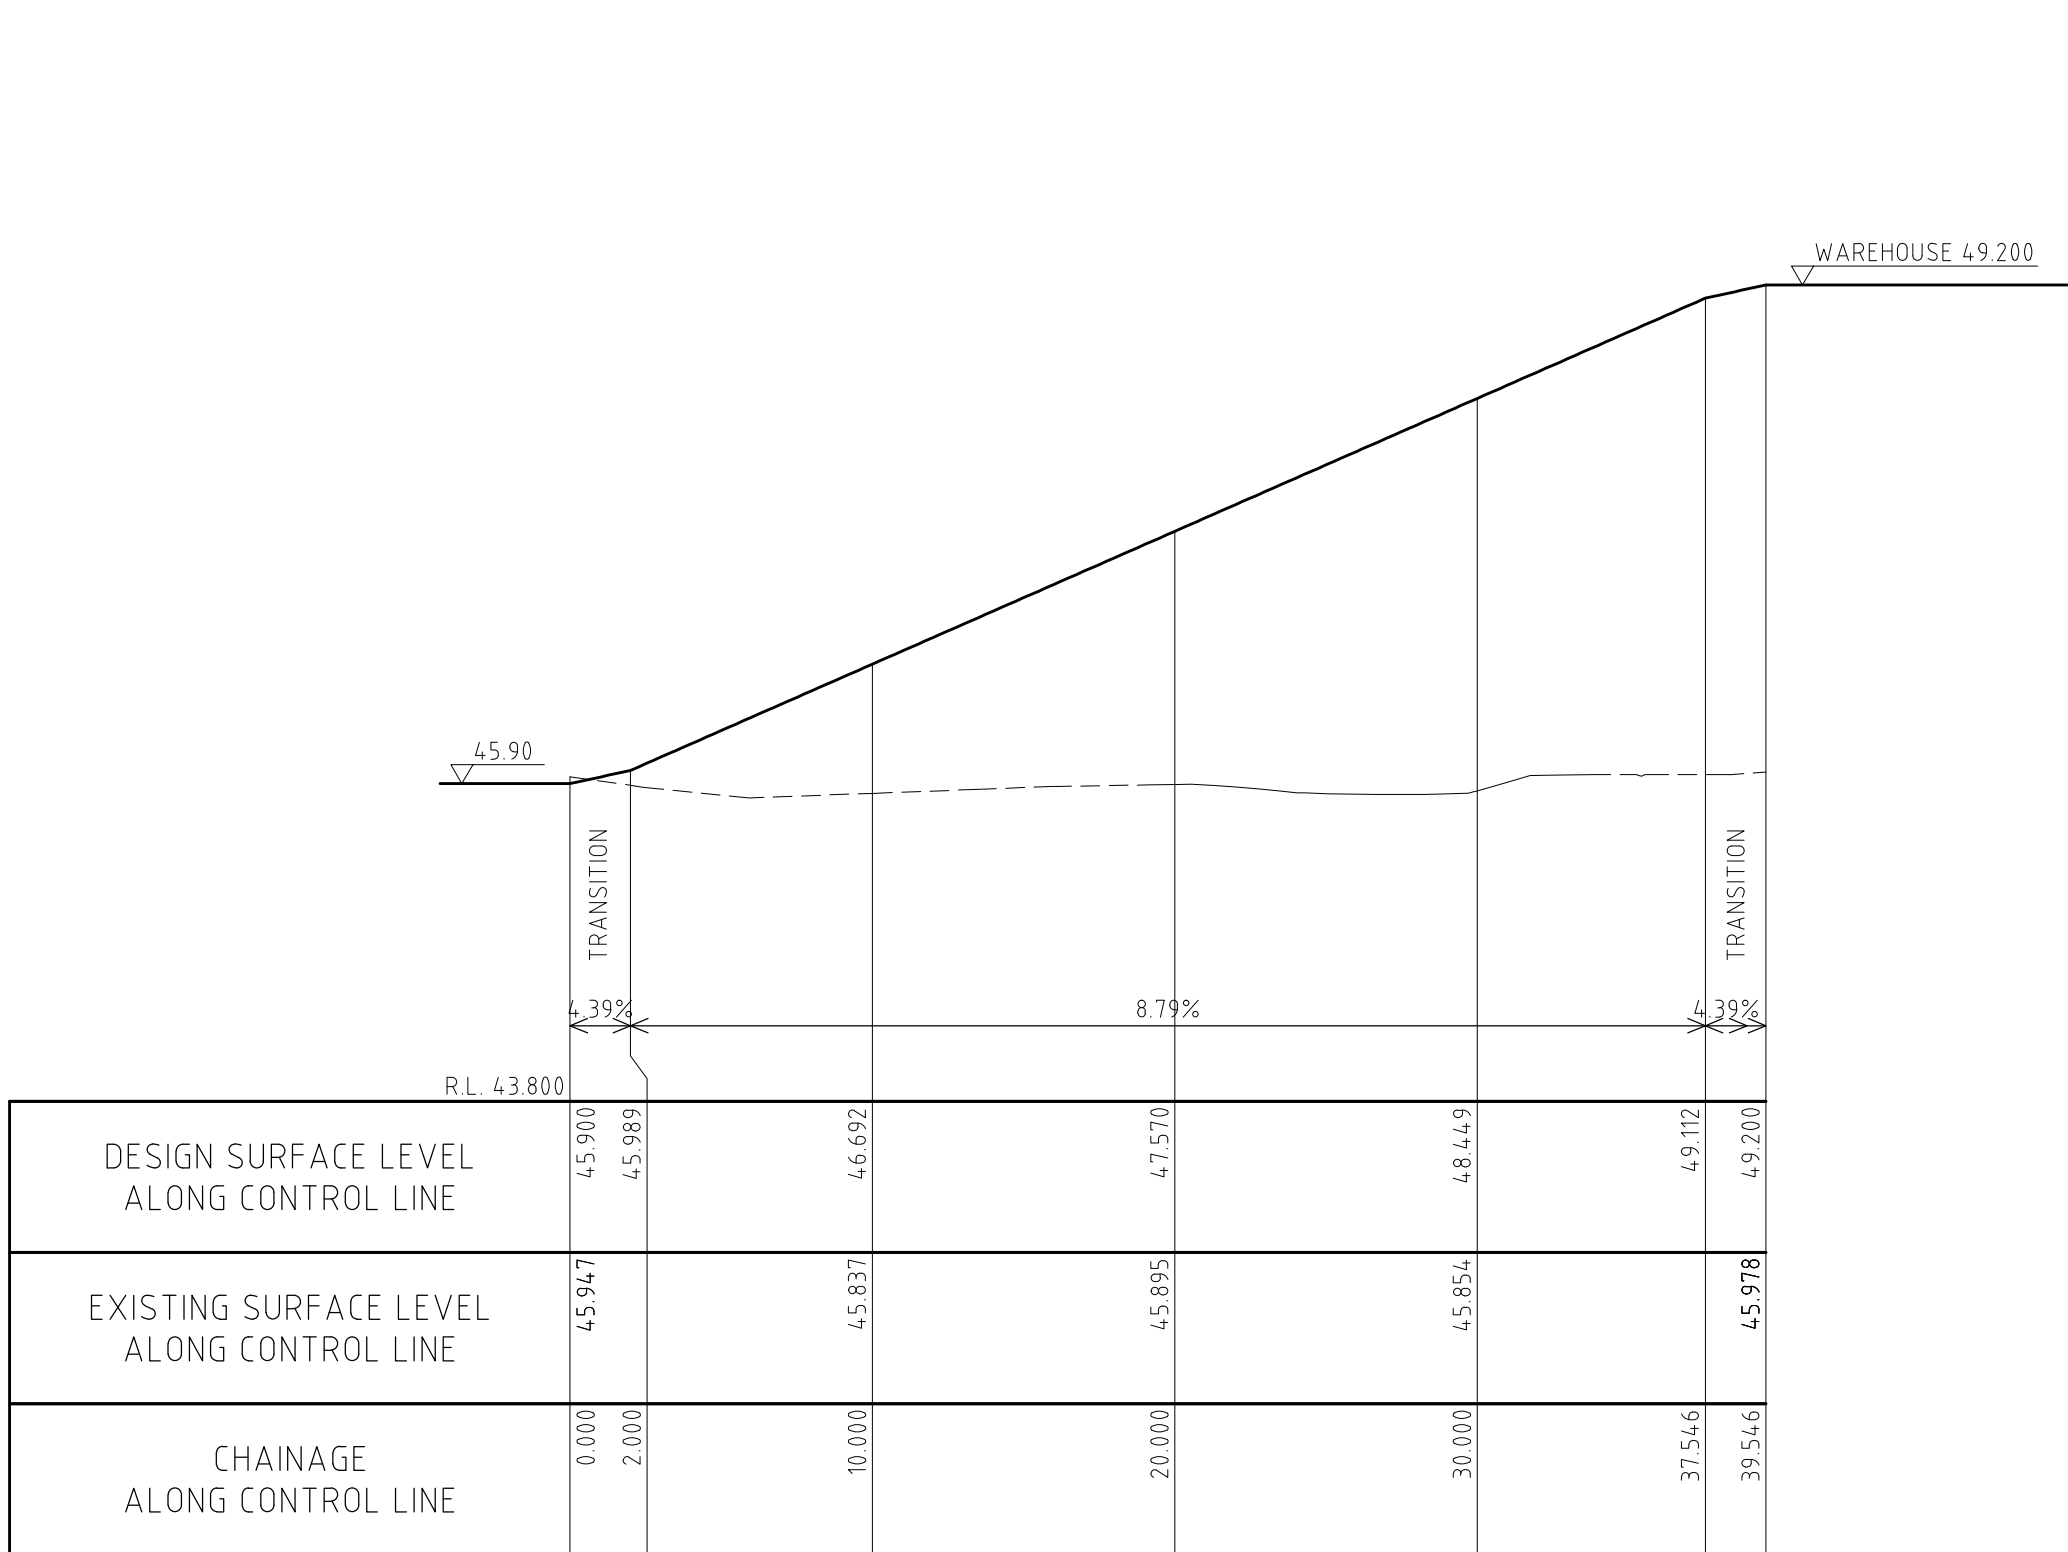 WAREHOUSE 49.200
45.90
TRANSITION
TRANSITION
4.39%
8.79%
4.39%
R.L. 43.800
DESIGN SURFACE LEVEL
ALONG CONTROL LINE
45.900
45.989
46.692
47.570
48.449
49.112
49.200
EXISTING SURFACE LEVEL
ALONG CONTROL LINE
45.947
45.837
45.895
45.854
45.978
CHAINAGE
ALONG CONTROL LINE
0.000
2.000
10.000
20.000
30.000
37.546
39.546